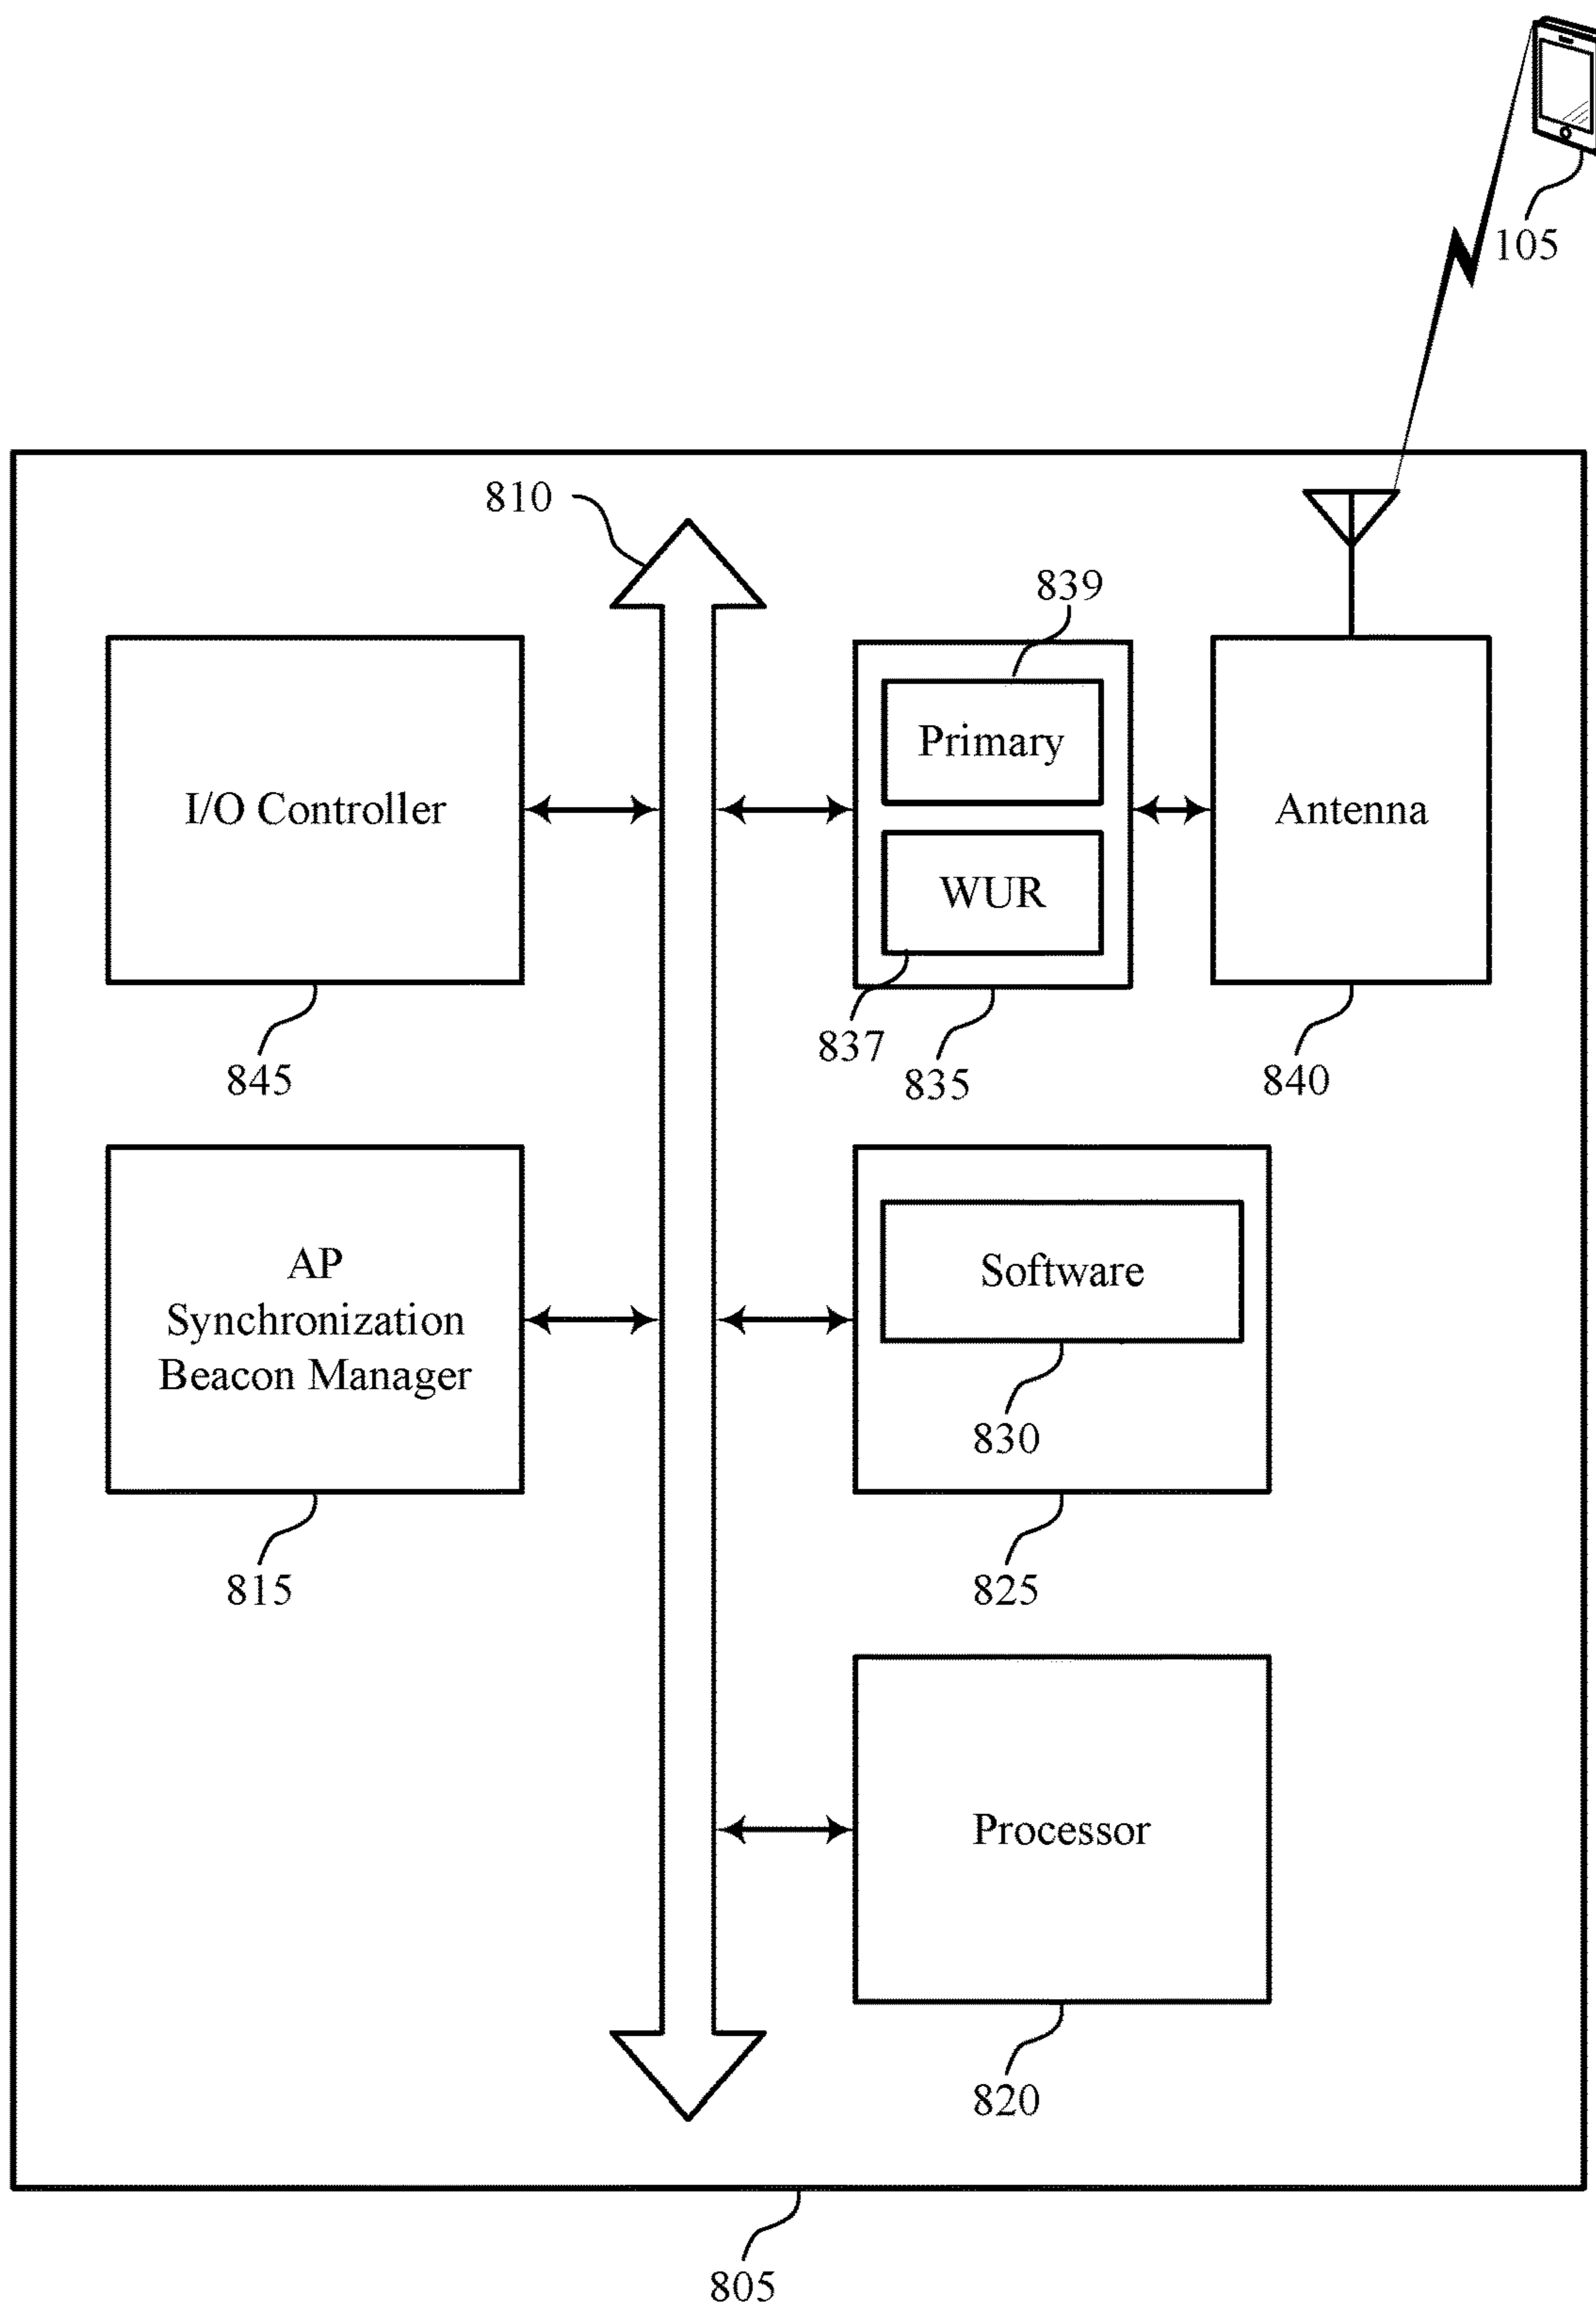 105
810
839
Primary
I/O Controller
Antenna
WUR
837
845
835
840
AP
Synchronization
Beacon Manager
Software
830
815
825
Processor
820
805